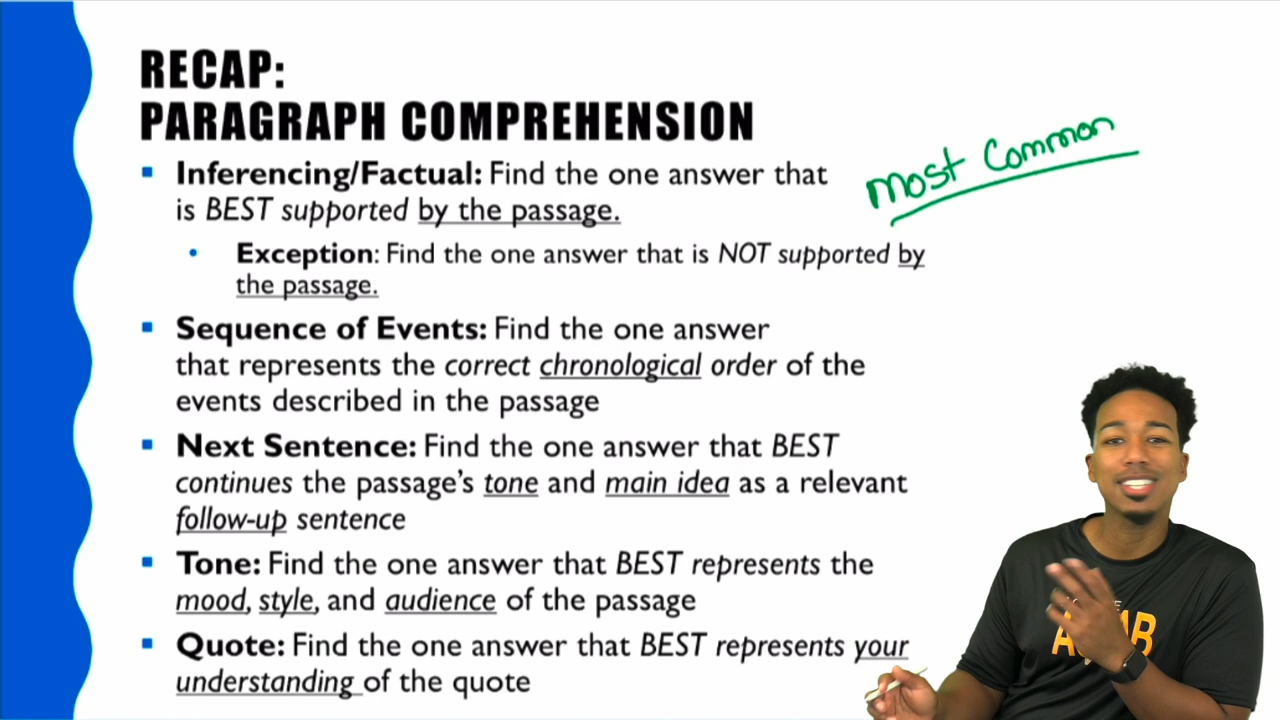 RECAP:
PARAGRAPH COMPREHENSION
Most Common
▪ Inferencing/Factual: Find the one answer that
is BEST supported by the passage.
• Exception: Find the one answer that is NOT supported by
the passage.
▪ Sequence of Events: Find the one answer
that represents the correct chronological order of the
events described in the passage
▪ Next Sentence: Find the one answer that BEST
continues the passage's tone and main idea as a relevant
follow-up sentence
▪ Tone: Find the one answer that BEST represents the
mood, style, and audience of the passage
▪ Quote: Find the one answer that BEST represents your
understanding of the quote